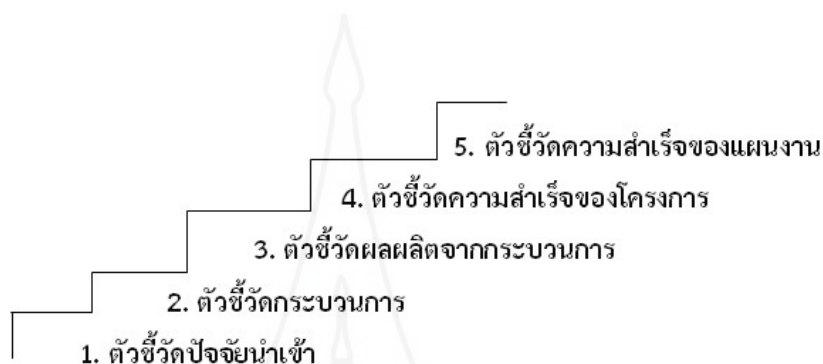 5. ตัวชี้วัดความสำเร็จของแผนงาน
4. ตัวชี้วัดความสำเร็จของโครงการ
3. ตัวชี้วัดผลผลิตจากกระบวนการ
2. ตัวชี้วัดกระบวนการ
1. ตัวชี้วัดปัจจัยนำเข้า